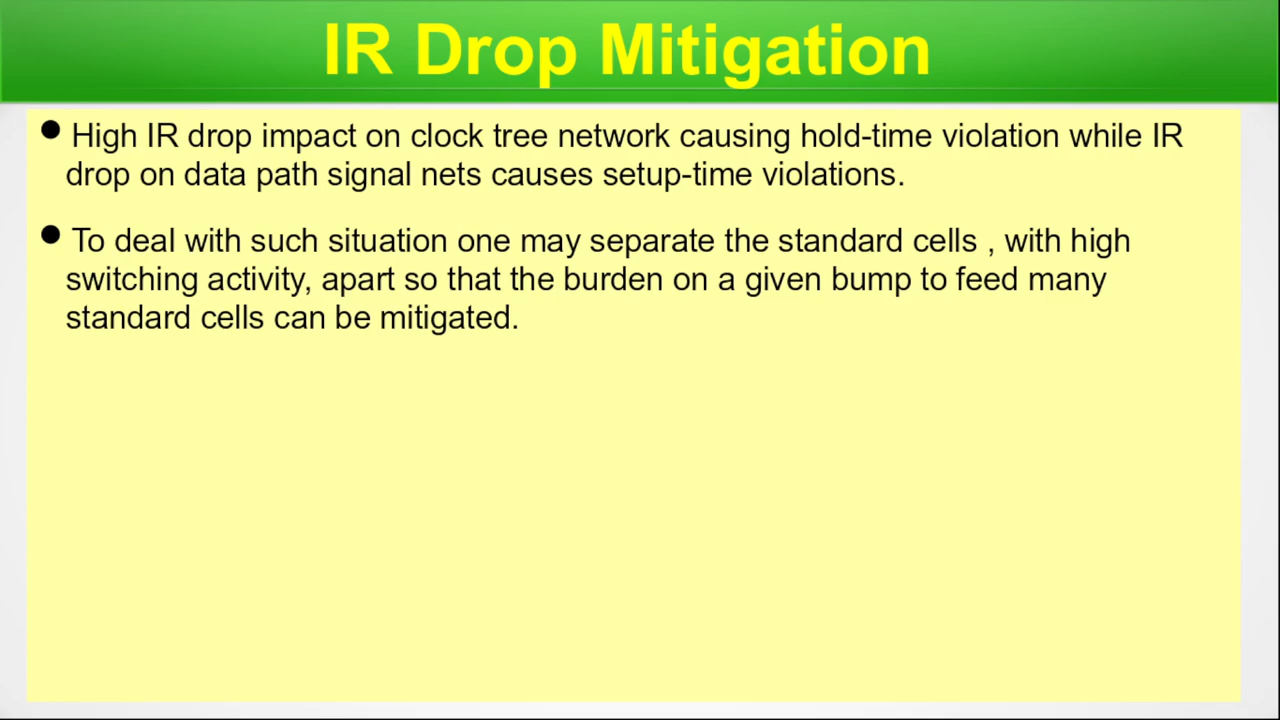 IR Drop Mitigation
● High IR drop impact on clock tree network causing hold-time violation while IR
drop on data path signal nets causes setup-time violations.
● To deal with such situation one may separate the standard cells , with high
switching activity, apart so that the burden on a given bump to feed many
standard cells can be mitigated.